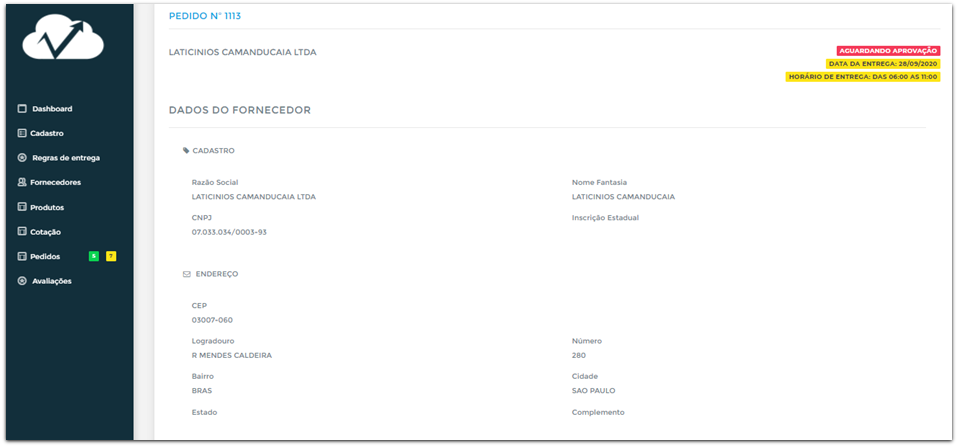 PEDIDO N° 1113
LATICINIOS CAMANDUCAIA LTDA
AGUARDANDO APROVAÇÃO
DATA DA ENTREGA: 28/09/2020
HORÁRIO DE ENTREGA: DAS 06:00 AS 11:00
Dashboard
Cadastro
Regras de entrega
Fornecedores
Produtos
Cotação
Pedidos 5 7
Avaliações
DADOS DO FORNECEDOR
CADASTRO
Razão Social
LATICINIOS CAMANDUCAIA LTDA
Nome Fantasia
LATICINIOS CAMANDUCAIA
CNPJ
07.033.034/0003-93
Inscrição Estadual
ENDEREÇO
CEP
03007-060
Logradouro
R MENDES CALDEIRA
Número
280
Bairro
BRAS
Cidade
SAO PAULO
Estado
Complemento